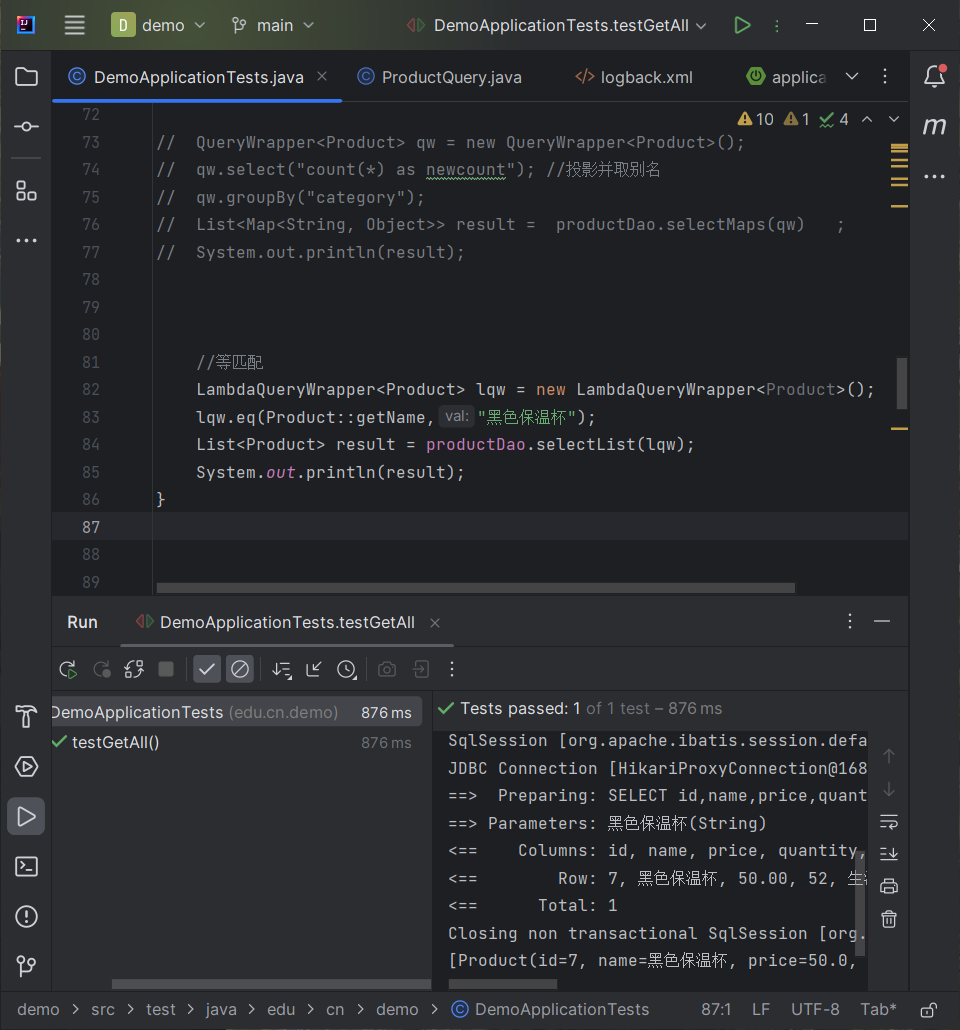 D demo main DemoApplicationTests.testGetAll
DemoApplicationTests.java ProductQuery.java logback.xml applica
10 1 4
72
73 // QueryWrapper<Product> qw = new QueryWrapper<Product>();
74 // qw.select("count(*) as newcount"); //投影并取别名
75 // qw.groupBy("category");
76 // List<Map<String, Object>> result = productDao.selectMaps(qw) ;
77 // System.out.println(result);
78
79
80
81 //等匹配
82 LambdaQueryWrapper<Product> lqw = new LambdaQueryWrapper<Product>();
83 lqw.eq(Product::getName, val: "黑色保温杯");
84 List<Product> result = productDao.selectList(lqw);
85 System.out.println(result);
86 }
87
88
89
Run DemoApplicationTests.testGetAll
DemoApplicationTests (edu.cn.demo) 876 ms
testGetAll() 876 ms
Tests passed: 1 of 1 test – 876 ms
SqlSession [org.apache.ibatis.session.defa
JDBC Connection [HikariProxyConnection@168
==> Preparing: SELECT id,name,price,quant
==> Parameters: 黑色保温杯(String)
<== Columns: id, name, price, quantity,
<== Row: 7, 黑色保温杯, 50.00, 52, 生
<== Total: 1
Closing non transactional SqlSession [org.
[Product(id=7, name=黑色保温杯, price=50.0,
demo > src > test > java > edu > cn > demo > DemoApplicationTests 87:1 LF UTF-8 Tab*